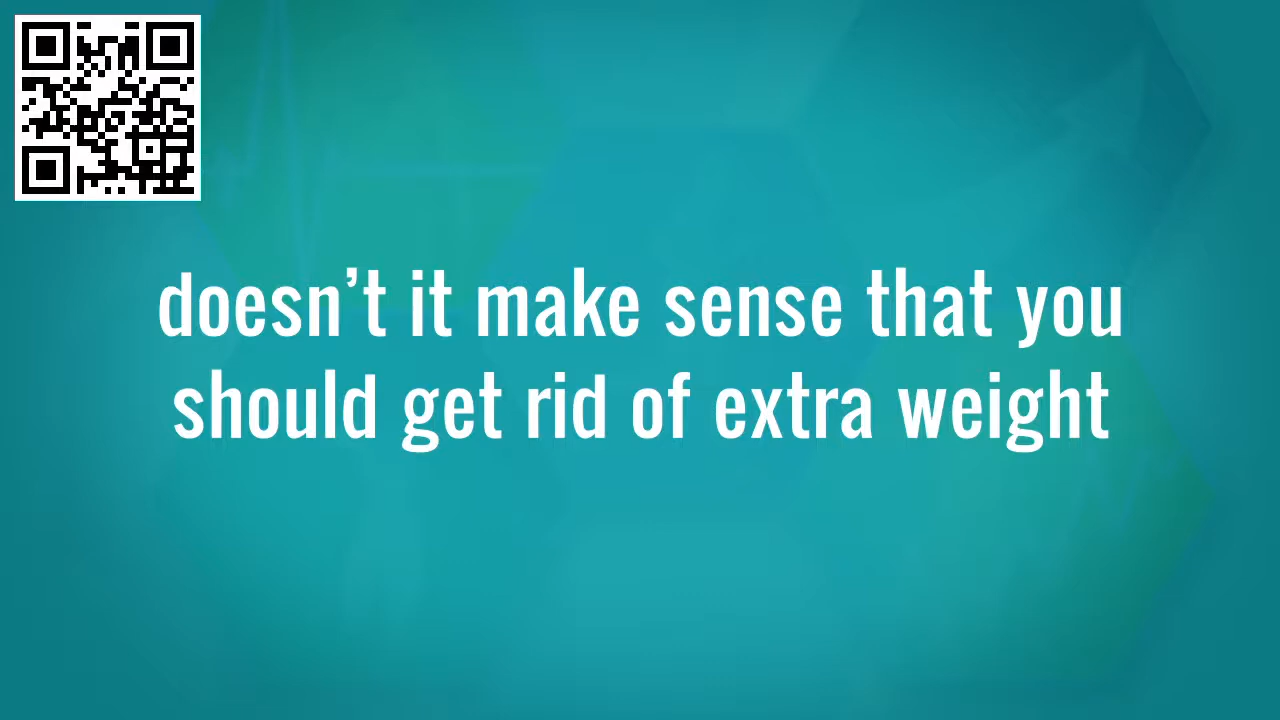 doesn’t it make sense that you
should get rid of extra weight